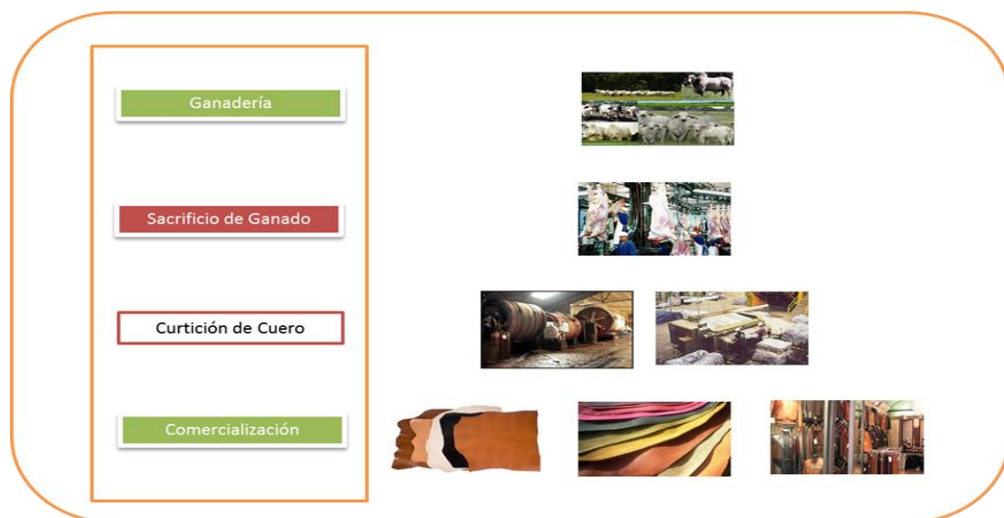 Ganadería
Sacrificio de Ganado
Curtición de Cuero
Comercialización